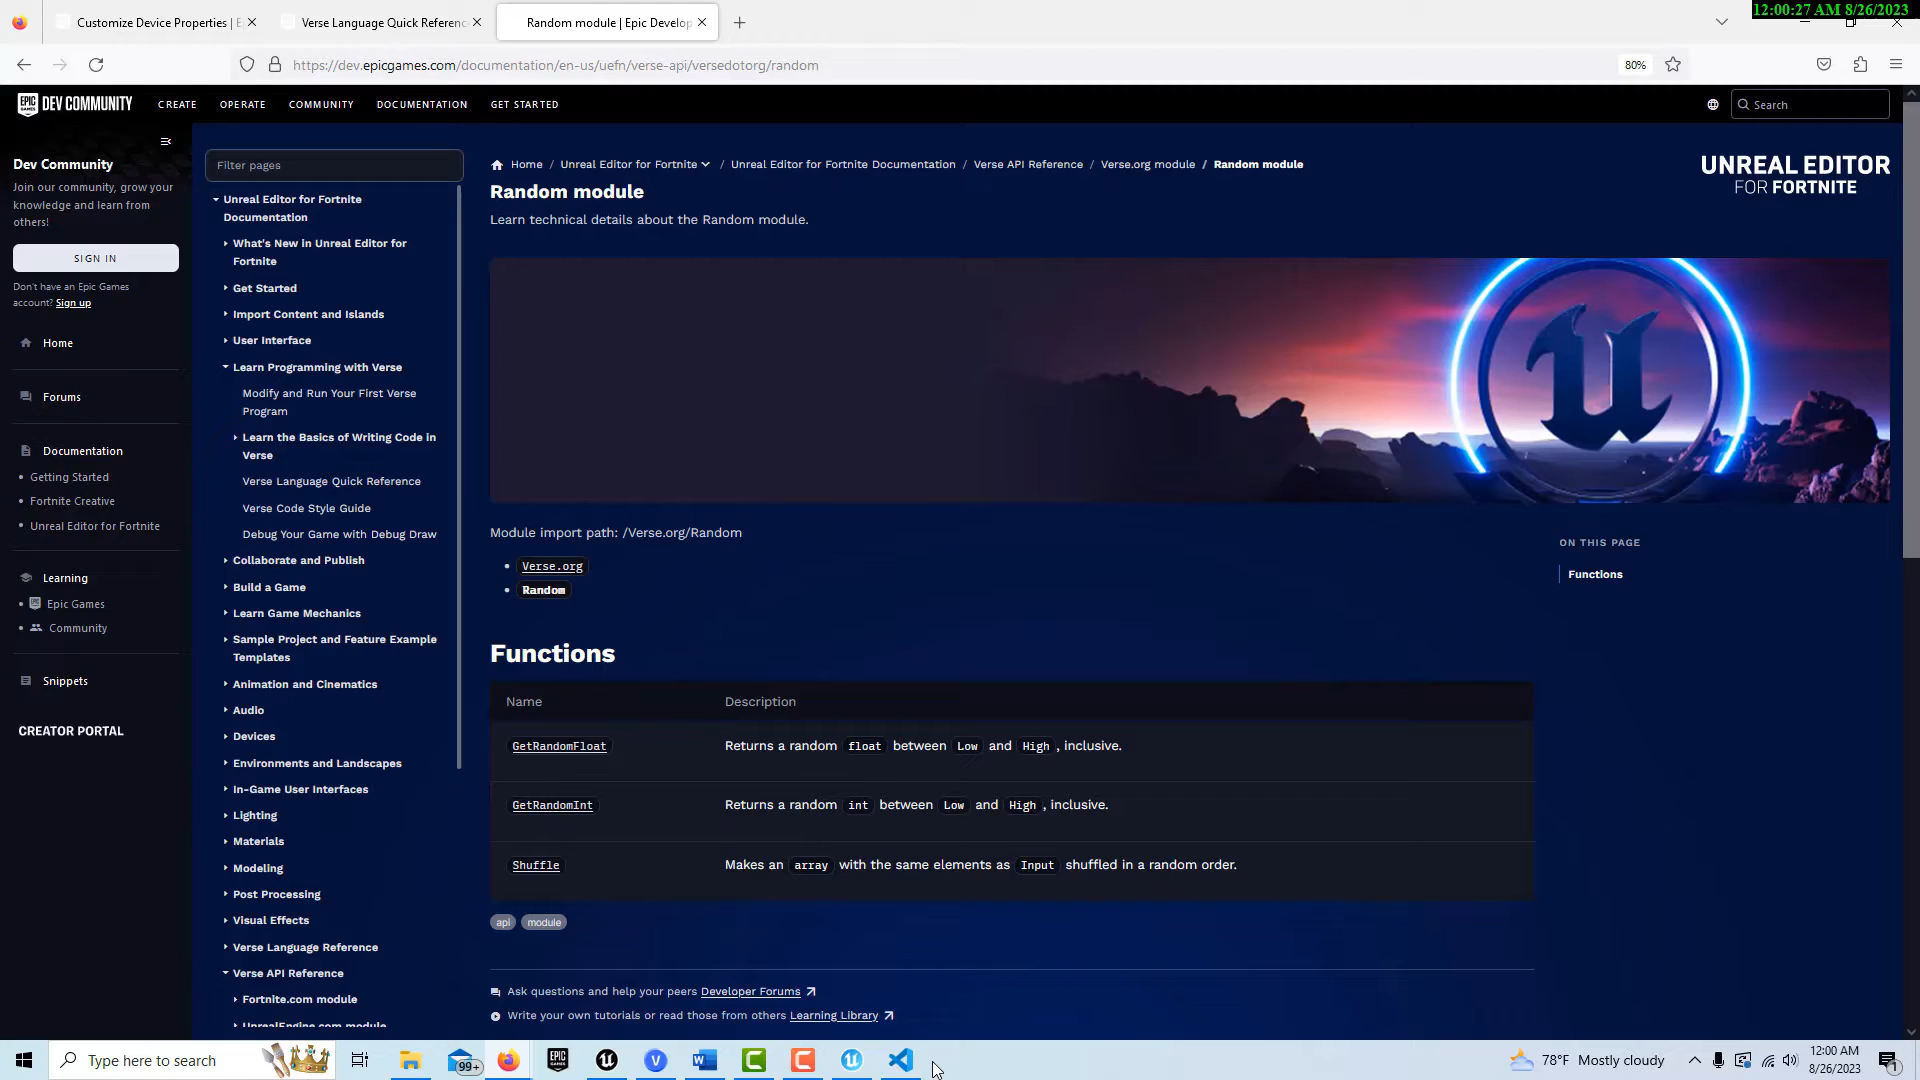 Customize Device Properties | E
Verse Language Quick Referenc
Random module | Epic Develop
12:00:27 AM 8/26/2023
https://dev.epicgames.com/documentation/en-us/uefn/verse-api/versedotorg/random
80%
EPIC GAMES DEV COMMUNITY
CREATE
OPERATE
COMMUNITY
DOCUMENTATION
GET STARTED
Search
Dev Community
Join our community, grow your
knowledge and learn from
others!
SIGN IN
Don't have an Epic Games
account? Sign up
Home
Forums
Documentation
Getting Started
Fortnite Creative
Unreal Editor for Fortnite
Learning
Epic Games
Community
Snippets
CREATOR PORTAL
Filter pages
Unreal Editor for Fortnite
Documentation
What's New in Unreal Editor for
Fortnite
Get Started
Import Content and Islands
User Interface
Learn Programming with Verse
Modify and Run Your First Verse
Program
Learn the Basics of Writing Code in
Verse
Verse Language Quick Reference
Verse Code Style Guide
Debug Your Game with Debug Draw
Collaborate and Publish
Build a Game
Learn Game Mechanics
Sample Project and Feature Example
Templates
Animation and Cinematics
Audio
Devices
Environments and Landscapes
In-Game User Interfaces
Lighting
Materials
Modeling
Post Processing
Visual Effects
Verse Language Reference
Verse API Reference
Fortnite.com module
UnrealEngine.com module
Home / Unreal Editor for Fortnite / Unreal Editor for Fortnite Documentation / Verse API Reference / Verse.org module / Random module
UNREAL EDITOR
FOR FORTNITE
Random module
Learn technical details about the Random module.
Module import path: /Verse.org/Random
Verse.org
Random
ON THIS PAGE
Functions
Functions
Name Description
GetRandomFloat Returns a random float between Low and High, inclusive.
GetRandomInt Returns a random int between Low and High, inclusive.
Shuffle Makes an array with the same elements as Input shuffled in a random order.
api module
Ask questions and help your peers Developer Forums
Write your own tutorials or read those from others Learning Library
Type here to search
99+
EPIC GAMES
78°F Mostly cloudy
12:00 AM
8/26/2023
1